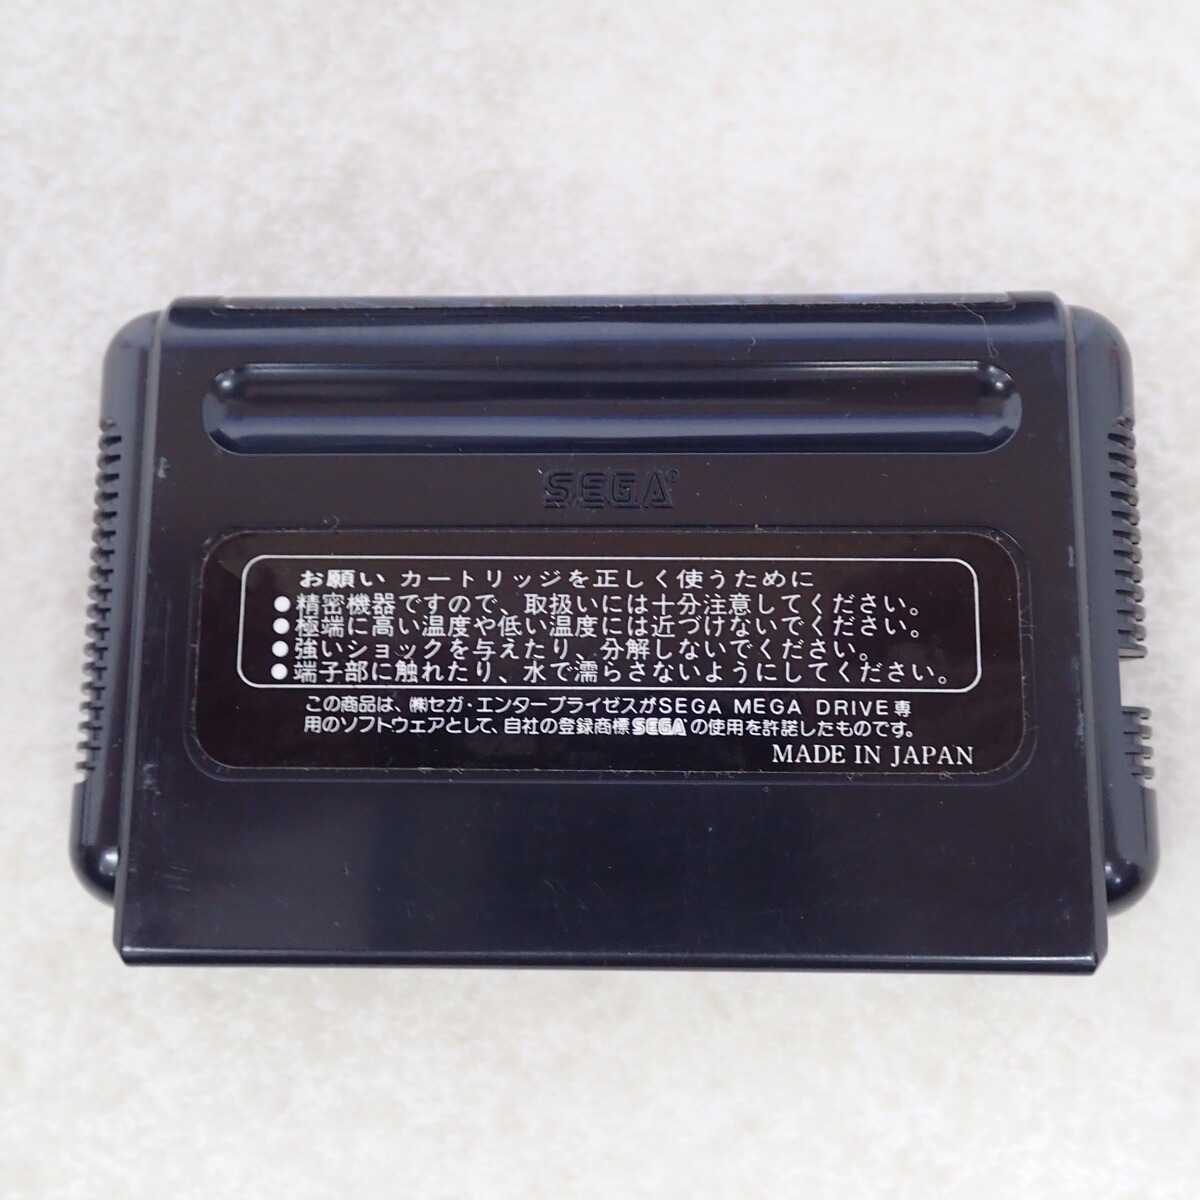 SEGA®
お願い カートリッジを正しく使うために
●精密機器ですので、取扱いには十分注意してください。
●極端に高い温度や低い温度には近づけないでください。
●強いショックを与えたり、分解しないでください。
●端子部に触れたり、水で濡らさないようにしてください。
この商品は、㈱セガ・エンタープライゼスがSEGA MEGA DRIVE専
用のソフトウェアとして、自社の登録商標SEGA®の使用を許諾したものです。
MADE IN JAPAN